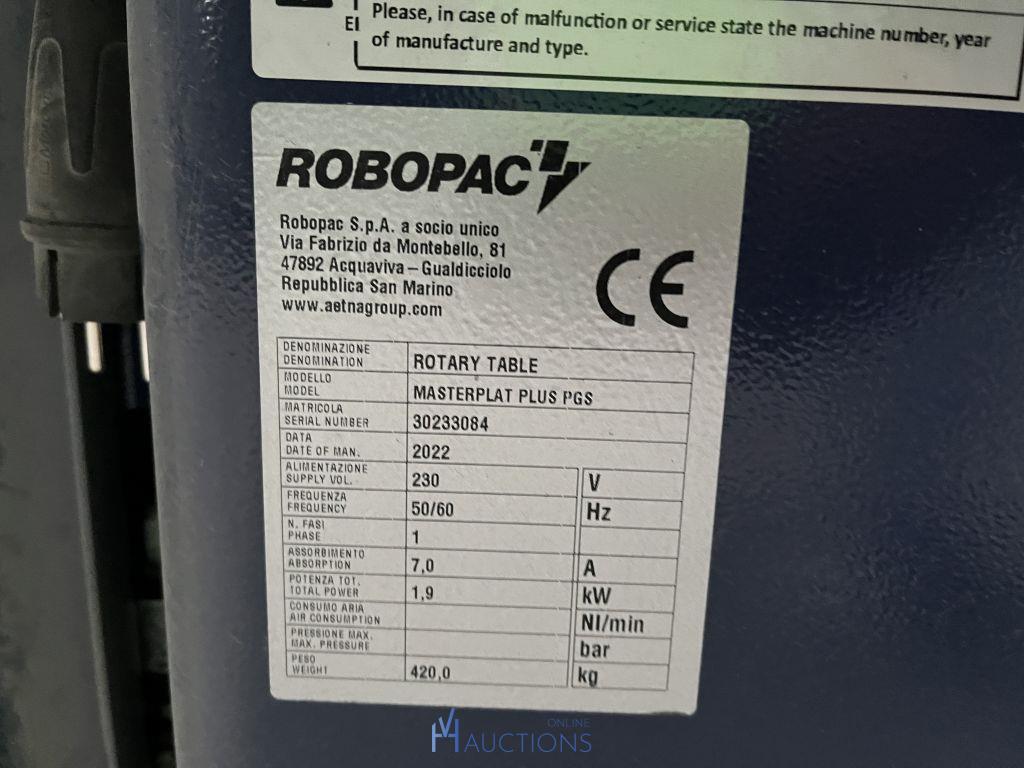 EI
Please, in case of malfunction or service state the machine number, year
of manufacture and type.
ROBOPAC
Robopac S.p.A. a socio unico
Via Fabrizio da Montebello, 81
47892 Acquaviva – Gualdicciolo
Repubblica San Marino
www.aetnagroup.com
CE
DENOMINAZIONE
DENOMINATION
ROTARY TABLE
MODELLO
MODEL
MASTERPLAT PLUS PGS
MATRICOLA
SERIAL NUMBER
30233084
DATA
DATE OF MAN.
2022
ALIMENTAZIONE
SUPPLY VOL.
230
V
FREQUENZA
FREQUENCY
50/60
Hz
N. FASI
PHASE
1
ASSORBIMENTO
ABSORPTION
7,0
A
POTENZA TOT.
TOTAL POWER
1,9
kW
CONSUMO ARIA
AIR CONSUMPTION
Nl/min
PRESSIONE MAX.
MAX. PRESSURE
bar
PESO
WEIGHT
420,0
kg
VH ONLINE
AUCTIONS